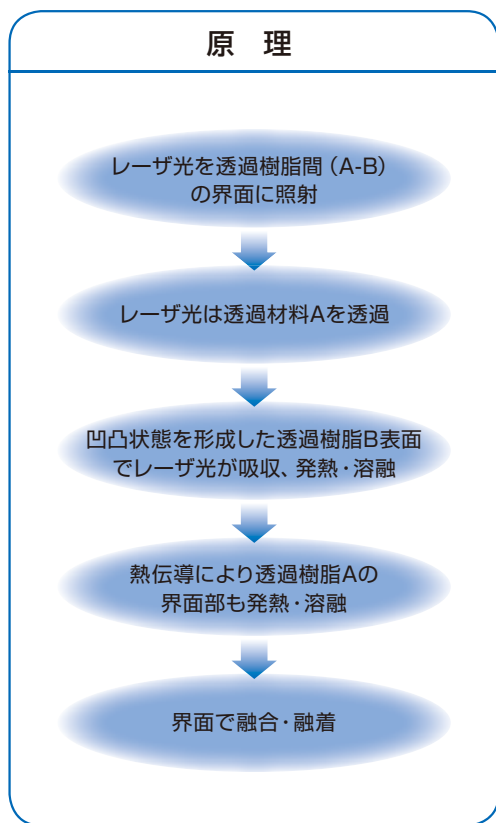 原　理
レーザ光を透過樹脂間（A-B）
の界面に照射
レーザ光は透過材料Aを透過
凹凸状態を形成した透過樹脂B表面
でレーザ光が吸収、発熱・溶融
熱伝導により透過樹脂Aの
界面部も発熱・溶融
界面で融合・融着